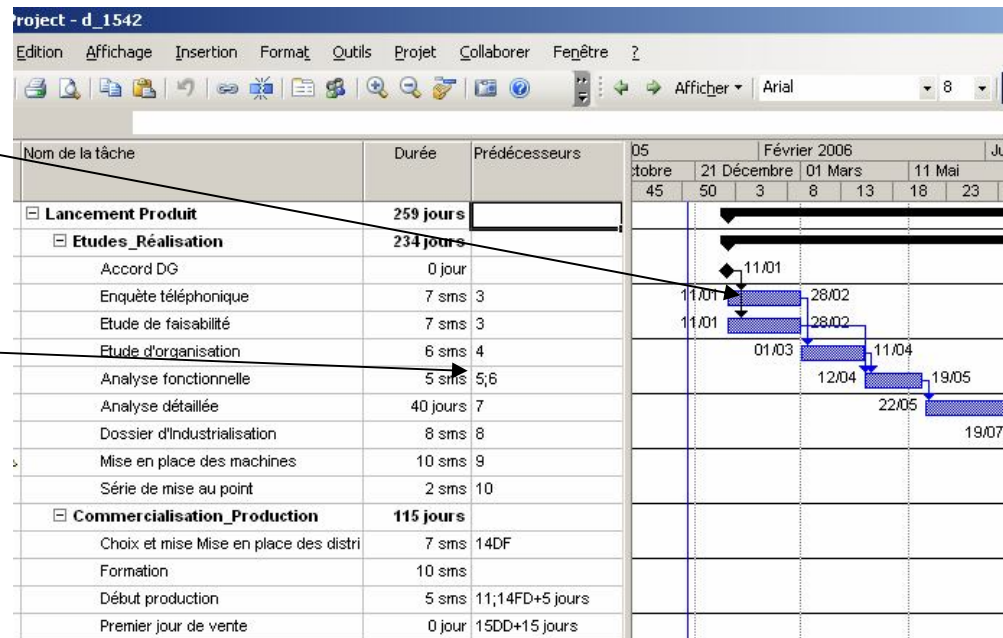 Project - d_1542
Edition Affichage Insertion Format Outils Projet Collaborer Fenêtre ?
Afficher Arial 8
Nom de la tâche Durée Prédécesseurs
05 Février 2006
tobre 21 Décembre 01 Mars 11 Mai
45 50 3 8 13 18 23
Lancement Produit 259 jours
Etudes_Réalisation 234 jours
Accord DG 0 jour 11/01
Enquète téléphonique 7 sms 3 11/01 28/02
Etude de faisabilité 7 sms 3 11/01 28/02
Etude d'organisation 6 sms 4 01/03 11/04
Analyse fonctionnelle 5 sms 5;6 12/04 19/05
Analyse détaillée 40 jours 7 22/05
Dossier d'Industrialisation 8 sms 8 19/07
Mise en place des machines 10 sms 9
Série de mise au point 2 sms 10
Commercialisation_Production 115 jours
Choix et mise Mise en place des distri 7 sms 14DF
Formation 10 sms
Début production 5 sms 11;14FD+5 jours
Premier jour de vente 0 jour 15DD+15 jours